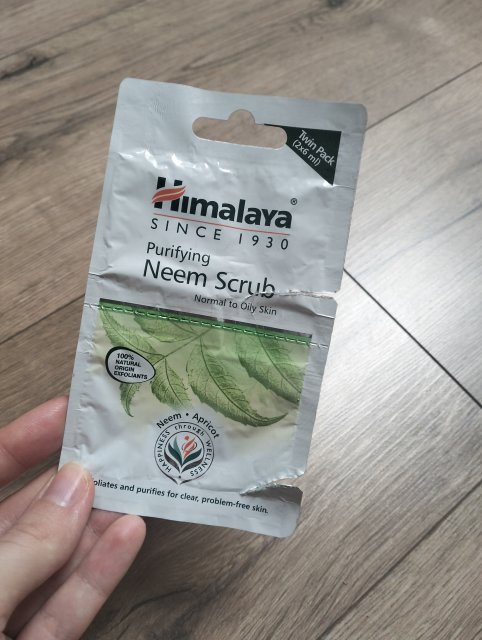 Twin Pack
(2x6 ml)
Himalaya®
SINCE 1930
Purifying
Neem Scrub
Normal to Oily Skin
100%
NATURAL
ORIGIN
EXFOLIANTS
Neem • Apricot
HAPPINESS through WELLNESS
foliates and purifies for clear, problem-free skin.